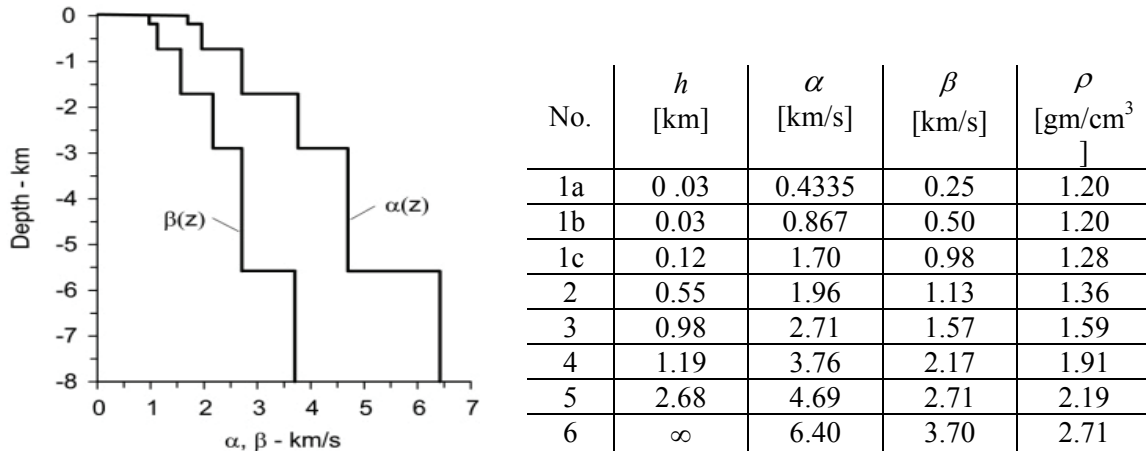 0
-1
-2
-3
-4
-5
-6
-7
-8
Depth - km
β(z)
α(z)
0 1 2 3 4 5 6 7
α, β - km/s
No. h [km] α [km/s] β [km/s] ρ [gm/cm³ ]
1a 0 .03 0.4335 0.25 1.20
1b 0.03 0.867 0.50 1.20
1c 0.12 1.70 0.98 1.28
2 0.55 1.96 1.13 1.36
3 0.98 2.71 1.57 1.59
4 1.19 3.76 2.17 1.91
5 2.68 4.69 2.71 2.19
6 ∞ 6.40 3.70 2.71